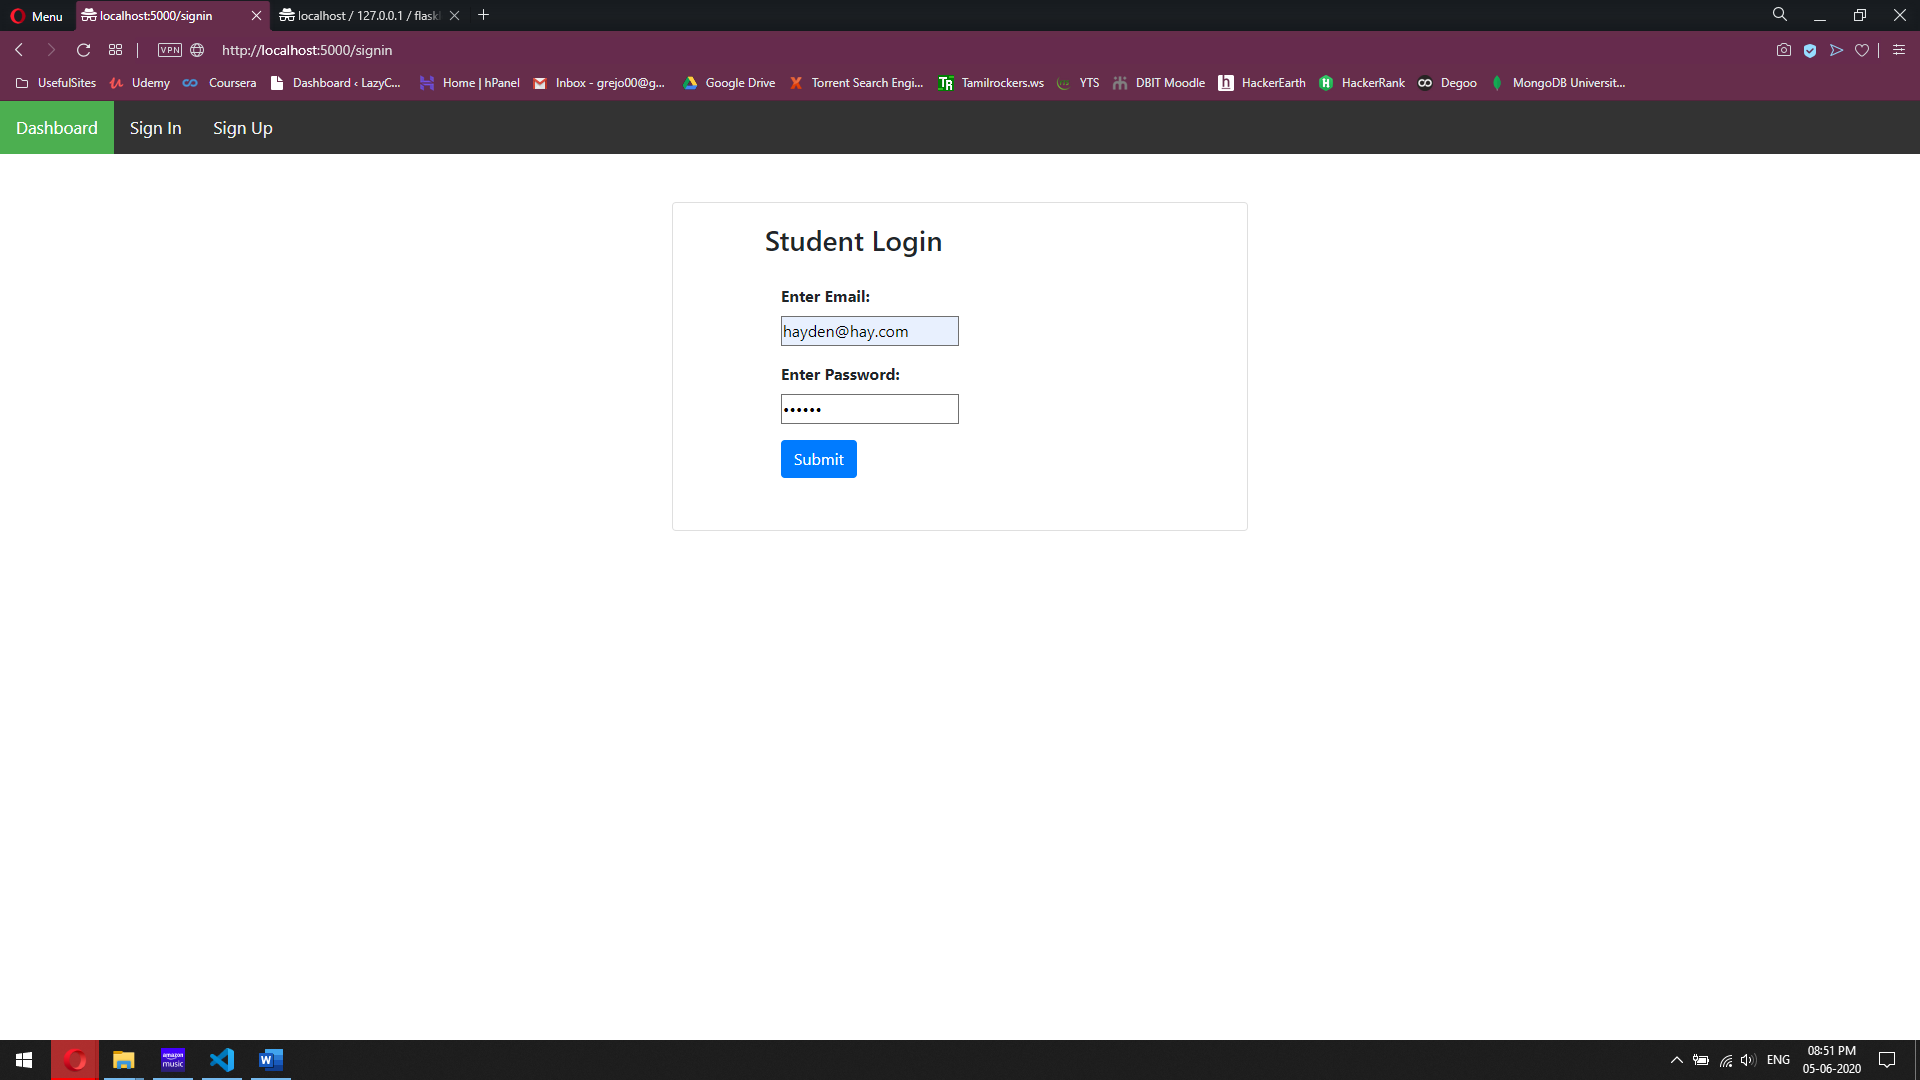 Menu
localhost:5000/signin
localhost / 127.0.0.1 / flask
VPN
http://localhost:5000/signin
UsefulSites Udemy Coursera Dashboard ‹ LazyC... Home | hPanel Inbox - grejo00@g... Google Drive Torrent Search Engi... Tamilrockers.ws YTS DBIT Moodle HackerEarth HackerRank Degoo MongoDB Universit...
Dashboard Sign In Sign Up
Student Login
Enter Email:
hayden@hay.com
Enter Password:
••••••
Submit
amazon music
ENG
08:51 PM
05-06-2020